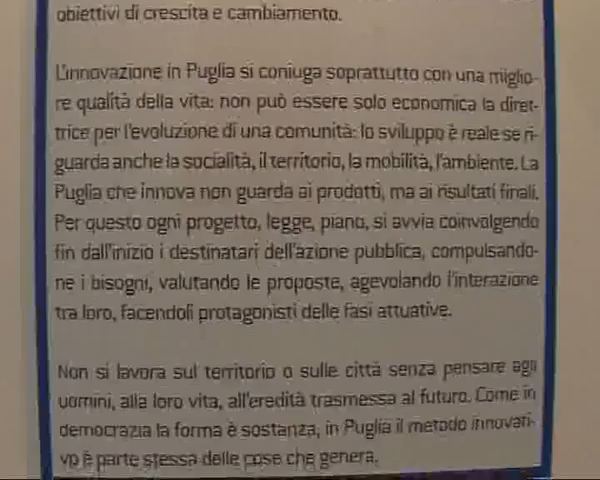 obiettivi di crescita e cambiamento.
L'innovazione in Puglia si coniuga soprattutto con una miglio-
re qualità della vita: non può essere solo economica la diret-
trice per l'evoluzione di una comunità: lo sviluppo è reale se ri-
guarda anche la socialità, il territorio, la mobilità, l'ambiente. La
Puglia che innova non guarda ai prodotti, ma ai risultati finali.
Per questo ogni progetto, legge, piano, si avvia coinvolgendo
fin dall'inizio i destinatari dell'azione pubblica, compulsando-
ne i bisogni, valutando le proposte, agevolando l'interazione
tra loro, facendoli protagonisti delle fasi attuative.
Non si lavora sul territorio o sulle città senza pensare agli
uomini, alla loro vita, all'eredità trasmessa al futuro. Come in
democrazia la forma è sostanza, in Puglia il metodo innovati-
vo è parte stessa delle cose che genera.